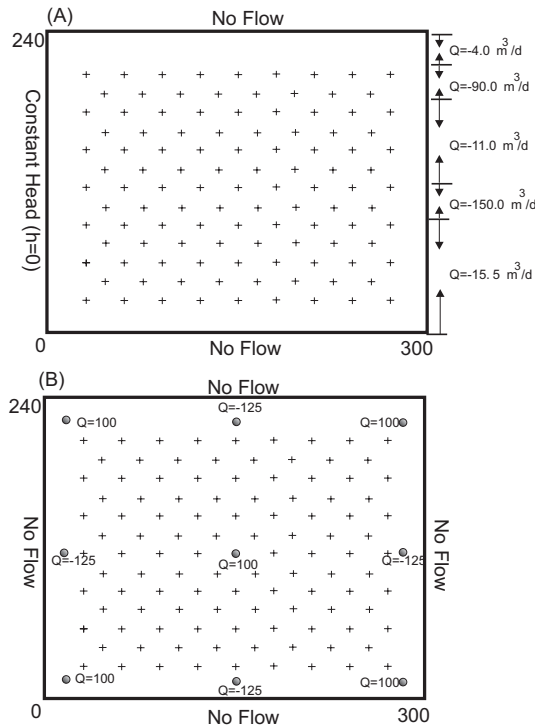 (A)
No Flow
240
Constant Head (h=0)
Q=-4.0 m3/d
Q=-90.0 m3/d
Q=-11.0 m3/d
Q=-150.0 m3/d
Q=-15.5 m3/d
0
No Flow
300
(B)
No Flow
240
Q=100
Q=-125
Q=100
No Flow
Q=-125
Q=100
Q=-125
No Flow
Q=100
Q=-125
Q=100
0
No Flow
300